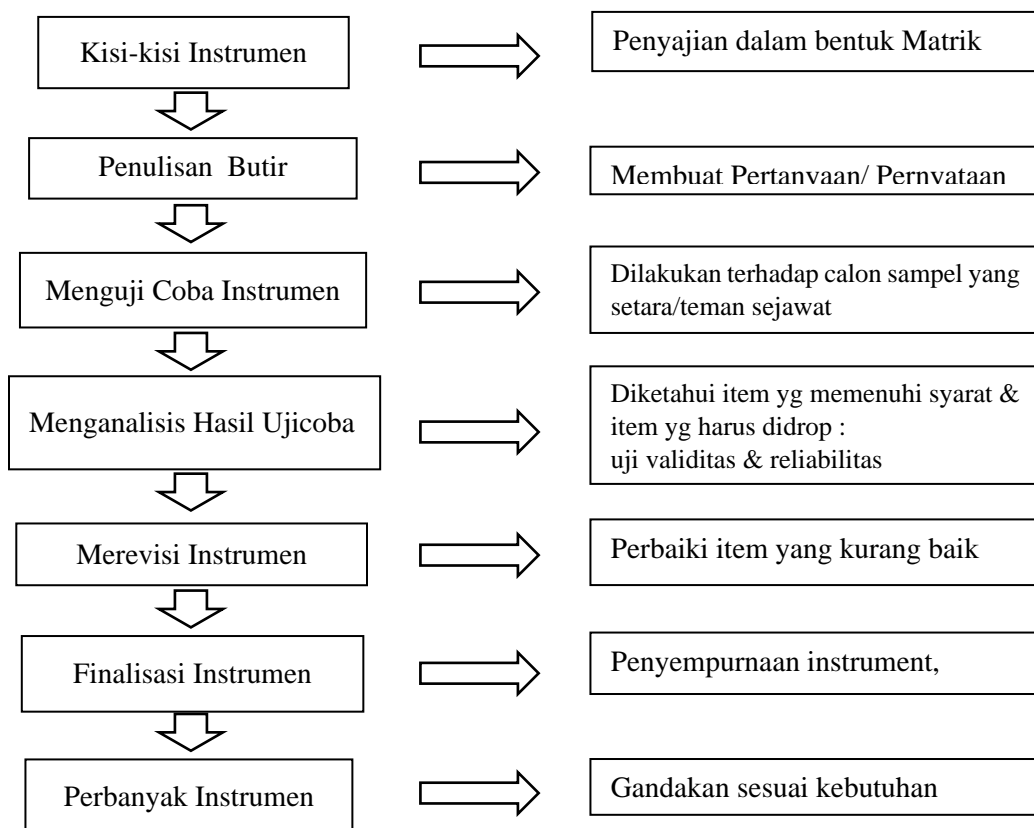 Kisi-kisi Instrumen
Penyajian dalam bentuk Matrik
Penulisan Butir
Membuat Pertanyaan/ Pernyataan
Menguji Coba Instrumen
Dilakukan terhadap calon sampel yang
setara/teman sejawat
Menganalisis Hasil Ujicoba
Diketahui item yg memenuhi syarat &
item yg harus didrop :
uji validitas & reliabilitas
Merevisi Instrumen
Perbaiki item yang kurang baik
Finalisasi Instrumen
Penyempurnaan instrument,
Perbanyak Instrumen
Gandakan sesuai kebutuhan